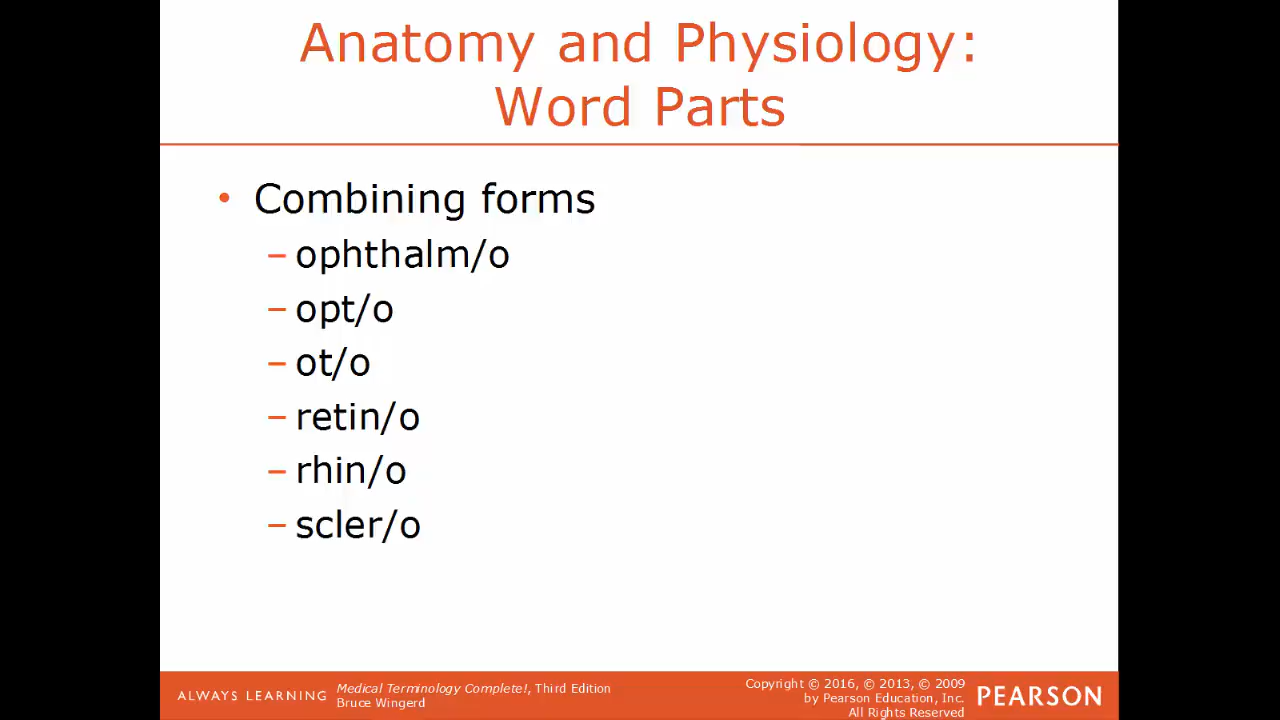 Anatomy and Physiology:
Word Parts
• Combining forms
– ophthalm/o
– opt/o
– ot/o
– retin/o
– rhin/o
– scler/o
ALWAYS LEARNING
Medical Terminology Complete!, Third Edition
Bruce Wingerd
Copyright © 2016, © 2013, © 2009
by Pearson Education, Inc.
All Rights Reserved
PEARSON